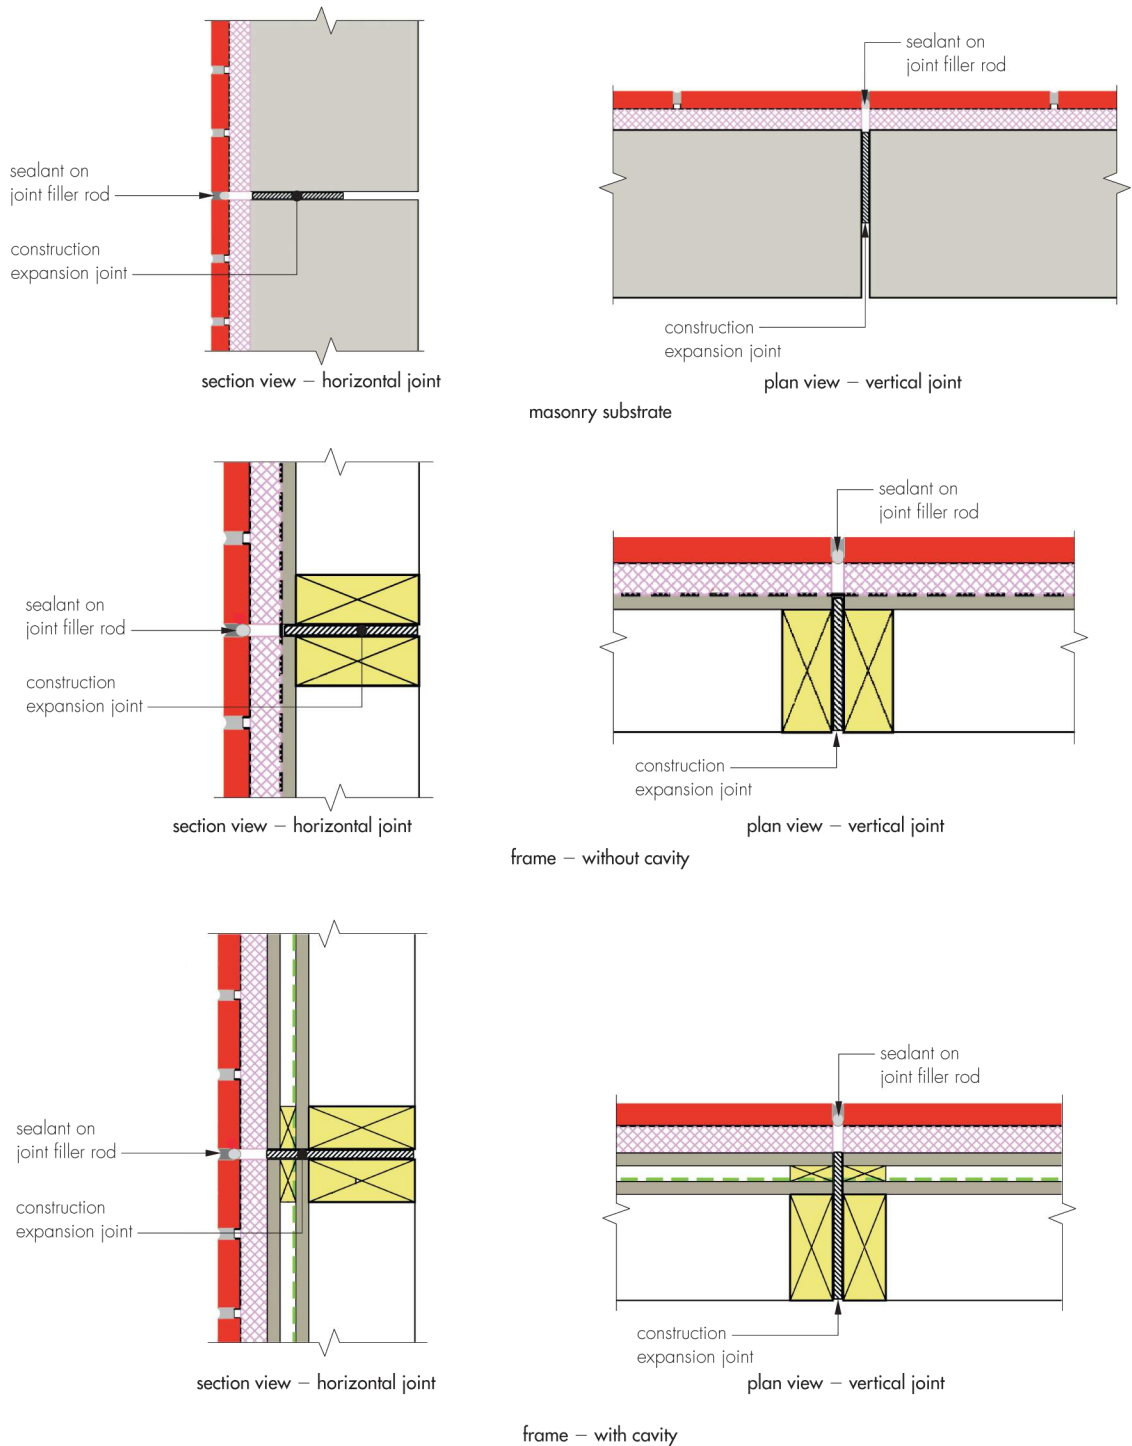 sealant on
joint filler rod
construction
expansion joint
section view – horizontal joint
sealant on
joint filler rod
construction
expansion joint
plan view – vertical joint
masonry substrate
sealant on
joint filler rod
construction
expansion joint
section view – horizontal joint
sealant on
joint filler rod
construction
expansion joint
plan view – vertical joint
frame – without cavity
sealant on
joint filler rod
construction
expansion joint
section view – horizontal joint
sealant on
joint filler rod
construction
expansion joint
plan view – vertical joint
frame – with cavity